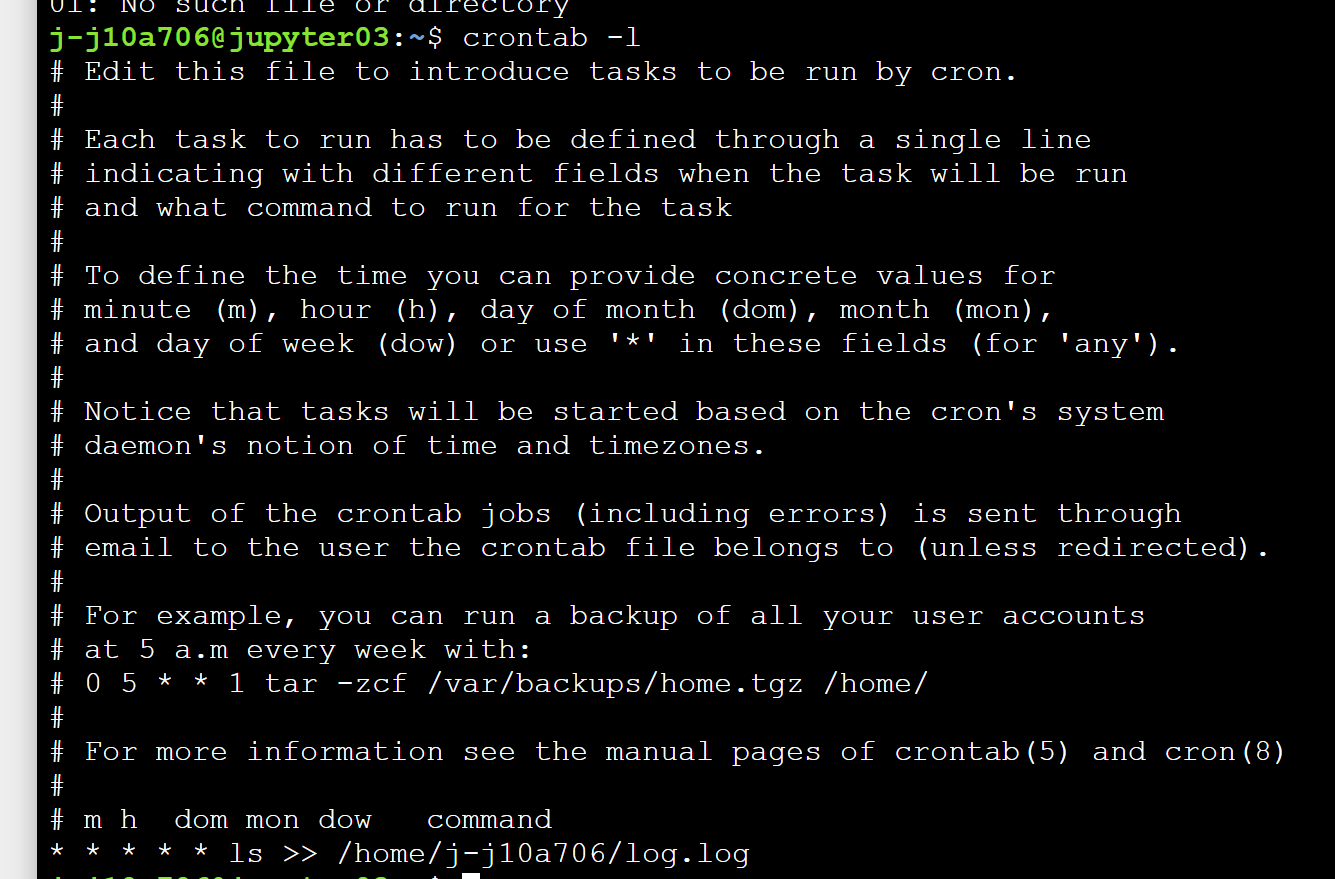 No such file or directory
j-j10a706@jupyter03:~$ crontab -l
# Edit this file to introduce tasks to be run by cron.
#
# Each task to run has to be defined through a single line
# indicating with different fields when the task will be run
# and what command to run for the task
#
# To define the time you can provide concrete values for
# minute (m), hour (h), day of month (dom), month (mon),
# and day of week (dow) or use '*' in these fields (for 'any').
#
# Notice that tasks will be started based on the cron's system
# daemon's notion of time and timezones.
#
# Output of the crontab jobs (including errors) is sent through
# email to the user the crontab file belongs to (unless redirected).
#
# For example, you can run a backup of all your user accounts
# at 5 a.m every week with:
# 0 5 * * 1 tar -zcf /var/backups/home.tgz /home/
#
# For more information see the manual pages of crontab(5) and cron(8)
#
# m h  dom mon dow   command
* * * * * ls >> /home/j-j10a706/log.log